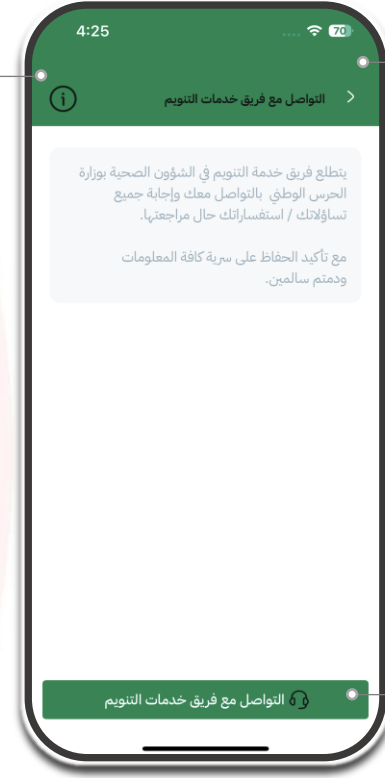 4:25
70
التواصل مع فريق خدمات التنويم
يتطلع فريق خدمة التنويم في الشؤون الصحية بوزارة
الحرس الوطني بالتواصل معك وإجابة جميع
تساؤلاتك / استفساراتك حال مراجعتها.
مع تأكيد الحفاظ على سرية كافة المعلومات
ودمتم سالمين.
التواصل مع فريق خدمات التنويم